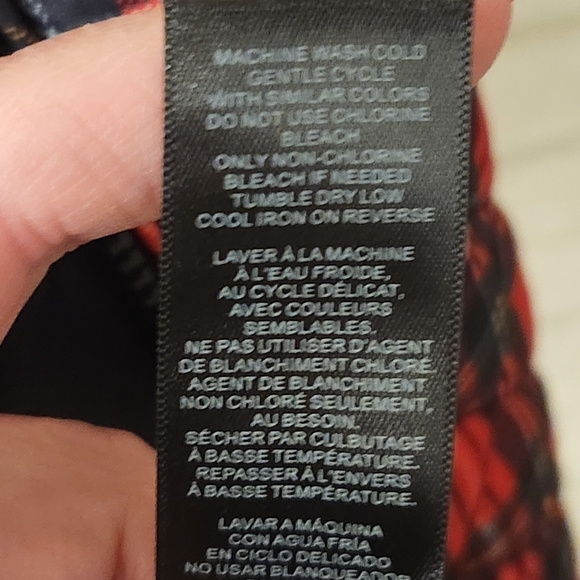 MACHINE WASH COLD
GENTLE CYCLE
WITH SIMILAR COLORS
DO NOT USE CHLORINE
BLEACH
ONLY NON-CHLORINE
BLEACH IF NEEDED
TUMBLE DRY LOW
COOL IRON ON REVERSE
LAVER À LA MACHINE
À L'EAU FROIDE,
AU CYCLE DÉLICAT,
AVEC COULEURS
SEMBLABLES.
NE PAS UTILISER D'AGENT
DE BLANCHIMENT CHLORÉ
AGENT DE BLANCHIMENT
NON CHLORÉ SEULEMENT,
AU BESOIN.
SÉCHER PAR CULBUTAGE
À BASSE TEMPÉRATURE.
REPASSER À L'ENVERS
À BASSE TEMPÉRATURE.
LAVAR A MÁQUINA
CON AGUA FRÍA
EN CICLO DELICADO
NO USAR BLANQUEADOR